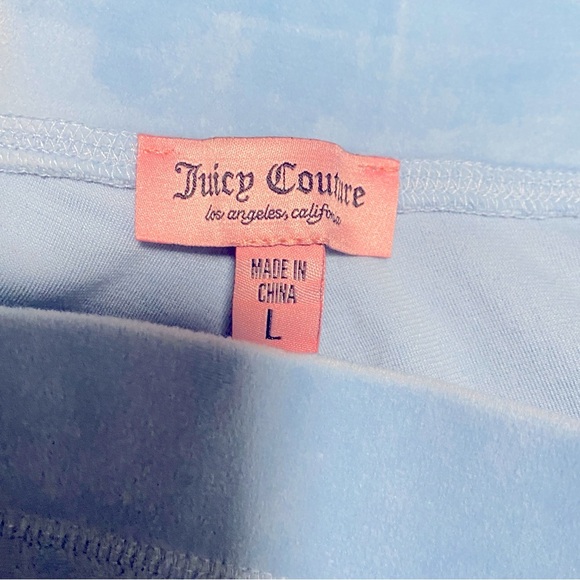 Juicy Couture
los angeles, california
MADE IN
CHINA
L